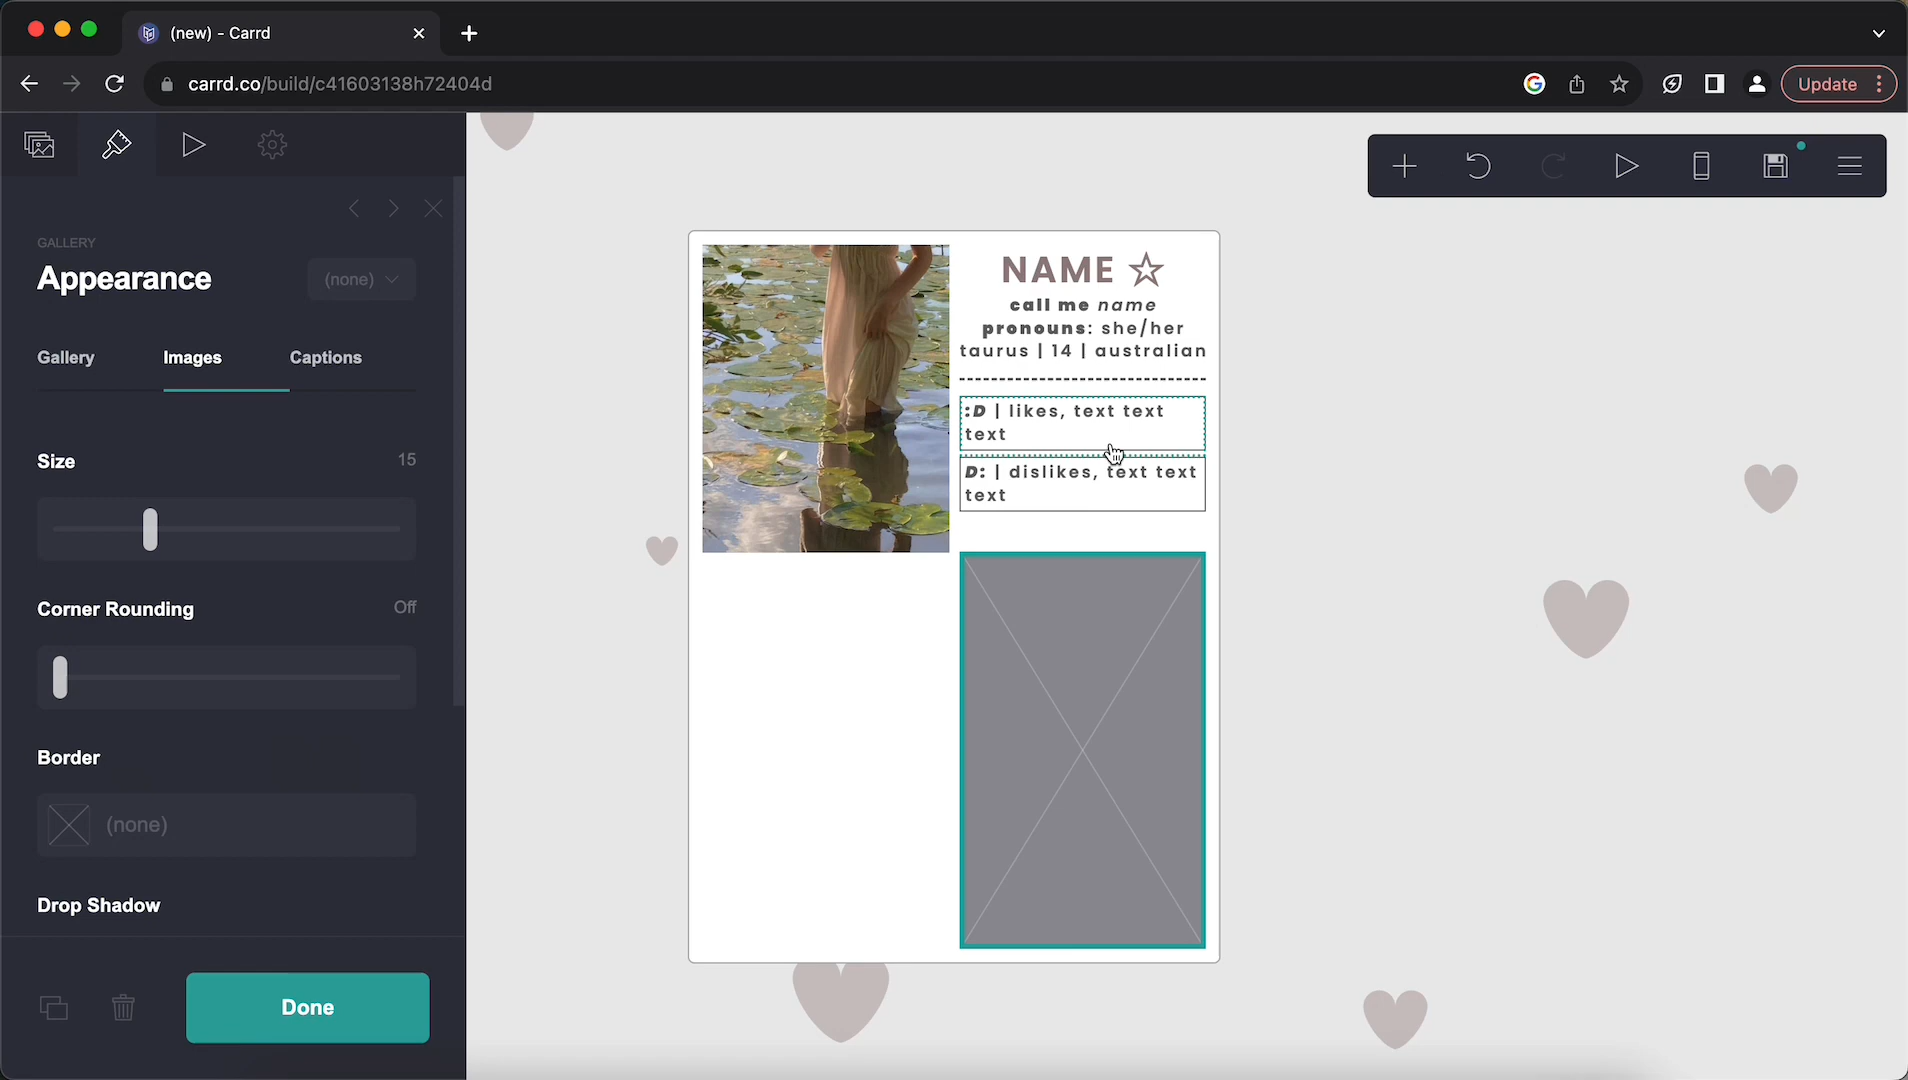 (new) - Carrd
carrd.co/build/c41603138h72404d
Update
GALLERY
Appearance
(none)
Gallery
Images
Captions
Size
15
Corner Rounding
Off
Border
(none)
Drop Shadow
Done
NAME ☆
call me name
pronouns: she/her
taurus | 14 | australian
:D | likes, text text
text
D: | dislikes, text text
text